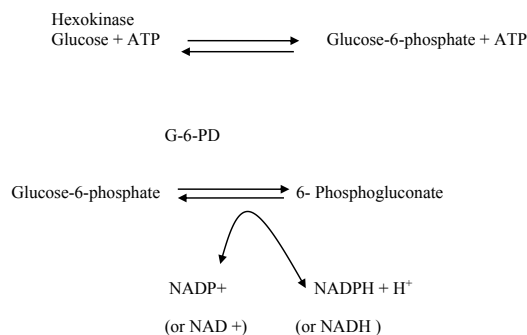 Hexokinase
Glucose + ATP Glucose-6-phosphate + ATP
G-6-PD
Glucose-6-phosphate 6- Phosphogluconate
NADP+ NADPH + H⁺
(or NAD +) (or NADH )